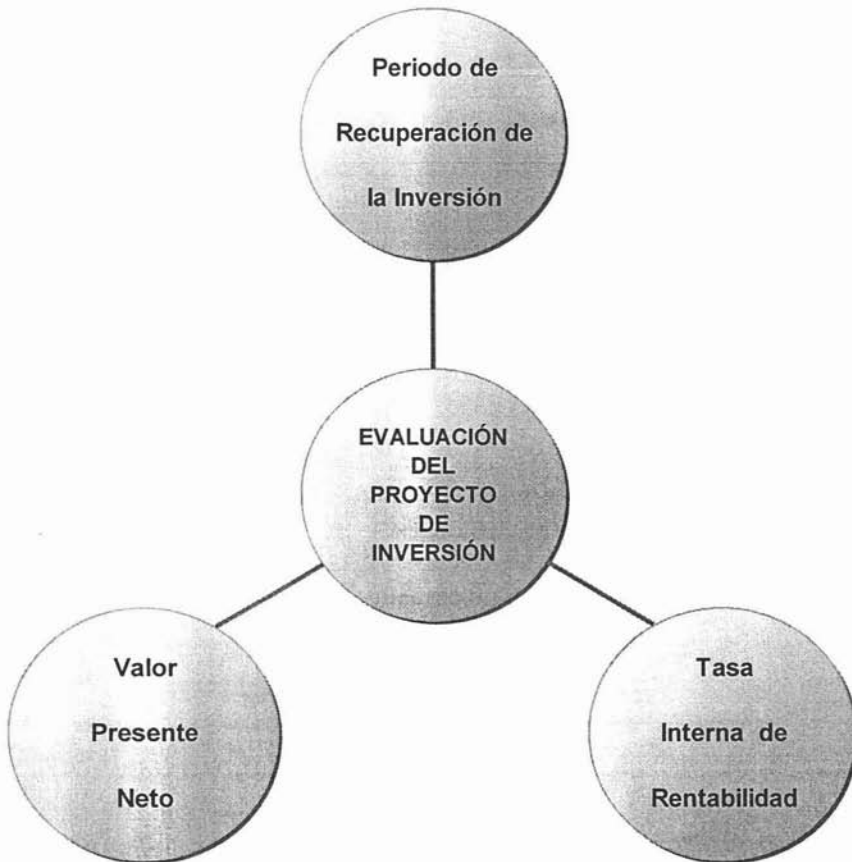 Periodo de
Recuperación de
la Inversión
EVALUACIÓN
DEL
PROYECTO
DE
INVERSIÓN
Valor
Presente
Neto
Tasa
Interna de
Rentabilidad